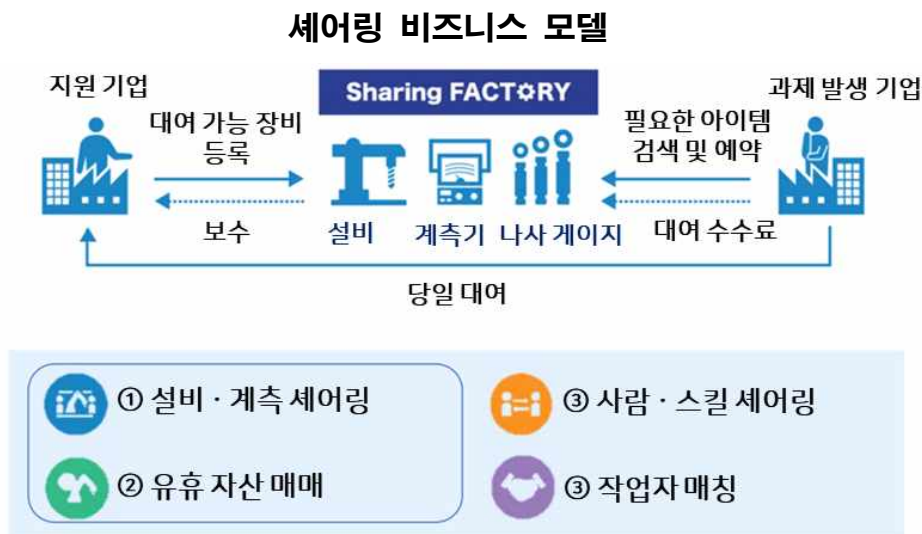 셰어링 비즈니스 모델
지원 기업
Sharing FACTORY
과제 발생 기업
대여 가능 장비
등록
필요한 아이템
검색 및 예약
보수
설비
계측기
나사 게이지
대여 수수료
당일 대여
① 설비 · 계측 셰어링
② 유휴 자산 매매
③ 사람 · 스킬 셰어링
③ 작업자 매칭